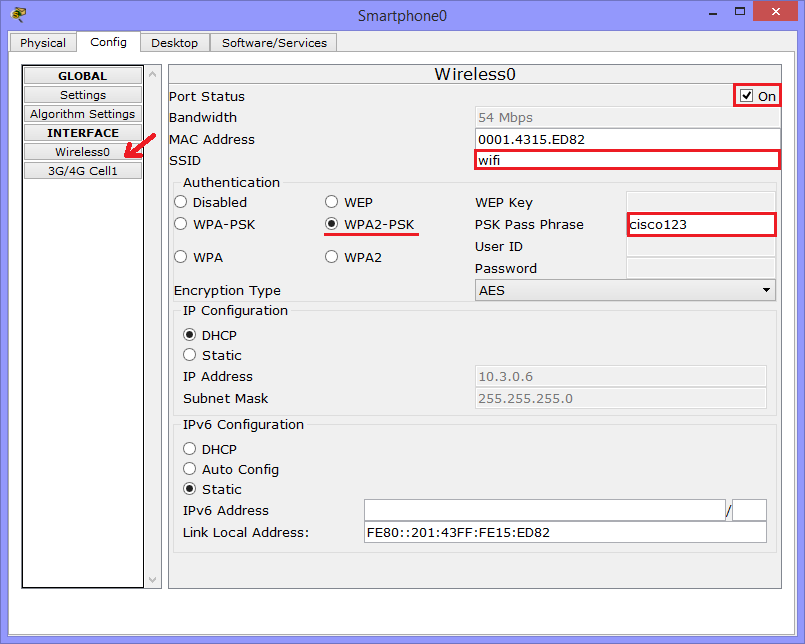 Smartphone0
Physical Config Desktop Software/Services
GLOBAL
Settings
Algorithm Settings
INTERFACE
Wireless0
3G/4G Cell1
Wireless0
Port Status On
Bandwidth 54 Mbps
MAC Address 0001.4315.ED82
SSID wifi
Authentication
Disabled WEP WEP Key
WPA-PSK WPA2-PSK PSK Pass Phrase cisco123
User ID
WPA WPA2
Password
Encryption Type AES
IP Configuration
DHCP
Static
IP Address 10.3.0.6
Subnet Mask 255.255.255.0
IPv6 Configuration
DHCP
Auto Config
Static
IPv6 Address /
Link Local Address: FE80::201:43FF:FE15:ED82